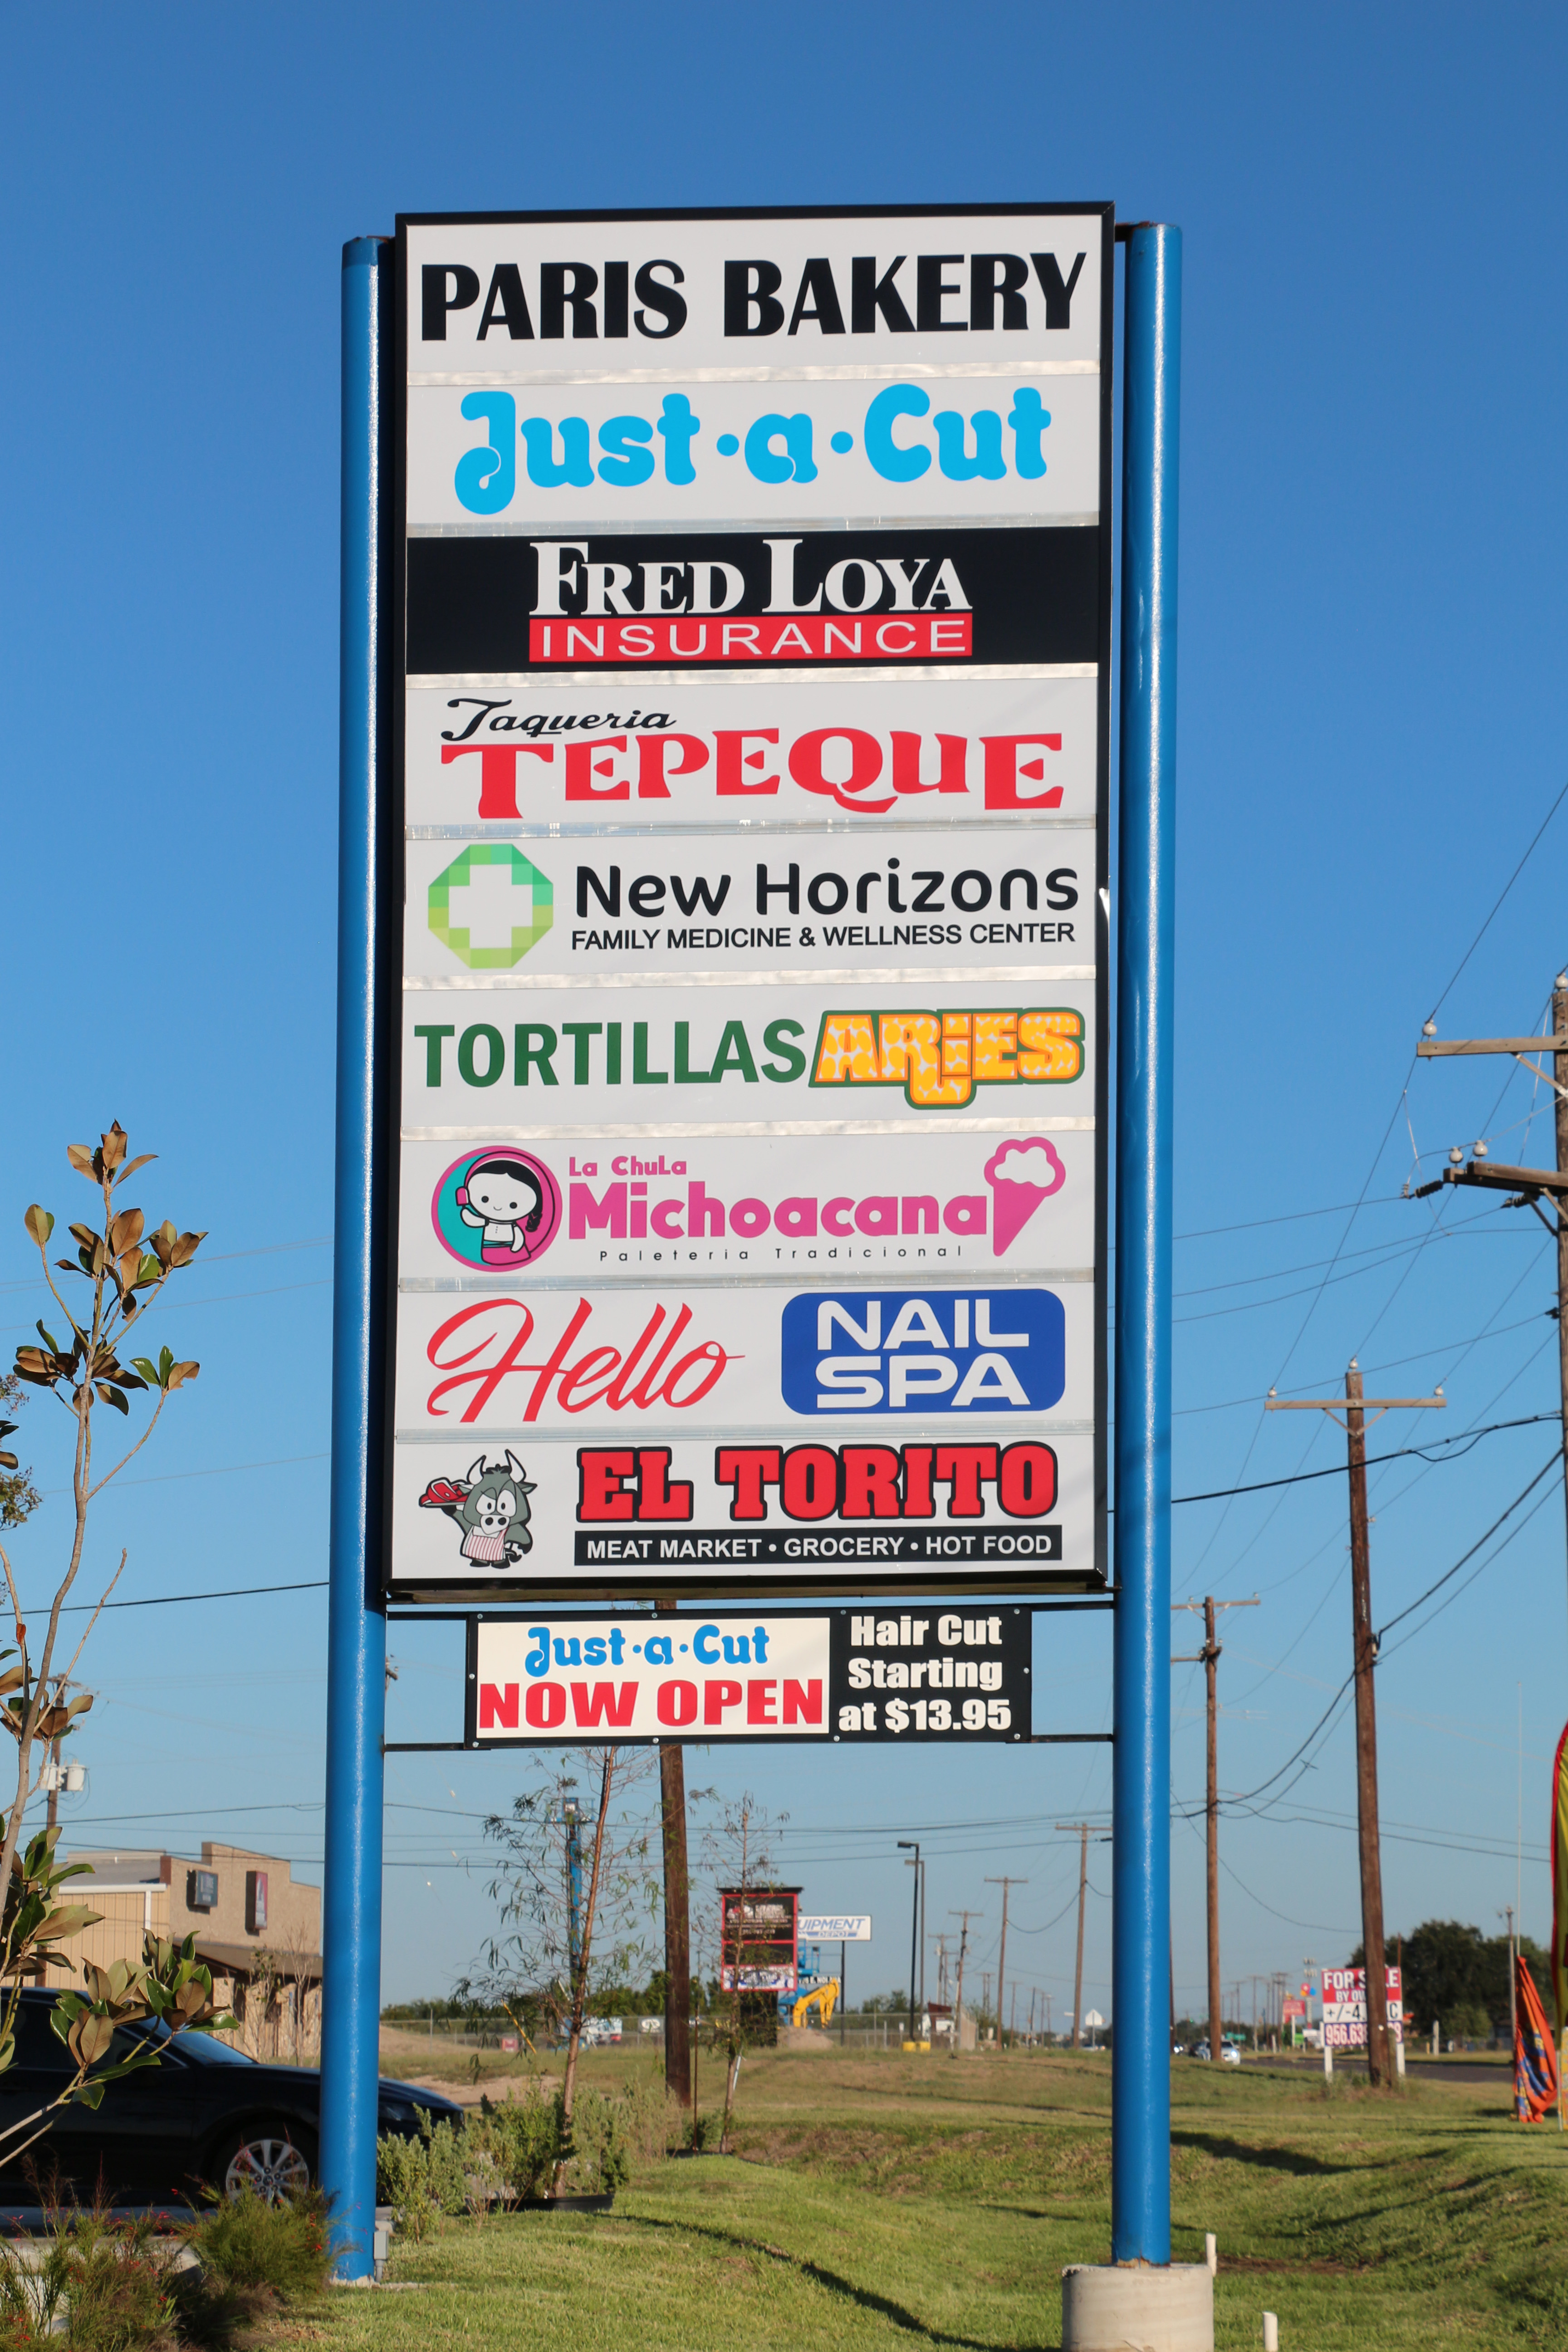 PARIS BAKERY
Just·a·Cut
FRED LOYA
INSURANCE
Taqueria
TEPEQUE
New Horizons
FAMILY MEDICINE & WELLNESS CENTER
TORTILLAS ARIES
La ChuLa
Michoacana
Paleteria Tradicional
Hello NAIL
SPA
EL TORITO
MEAT MARKET • GROCERY • HOT FOOD
Just·a·Cut
NOW OPEN
Hair Cut
Starting
at $13.95
FOR
BY